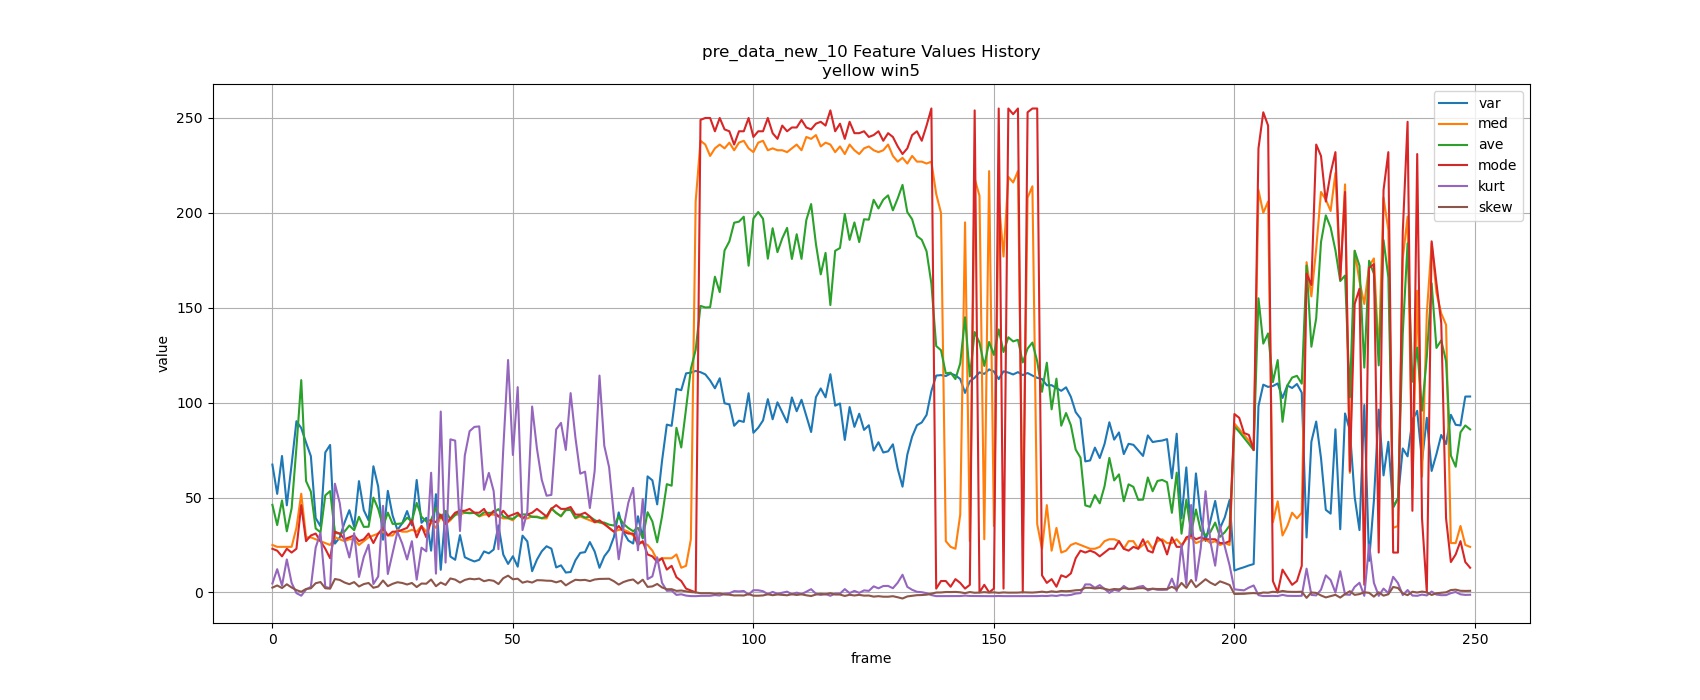 pre_data_new_10 Feature Values History
yellow win5
var
med
ave
mode
kurt
skew
value
250
200
150
100
50
0
0 50 100 150 200 250
frame